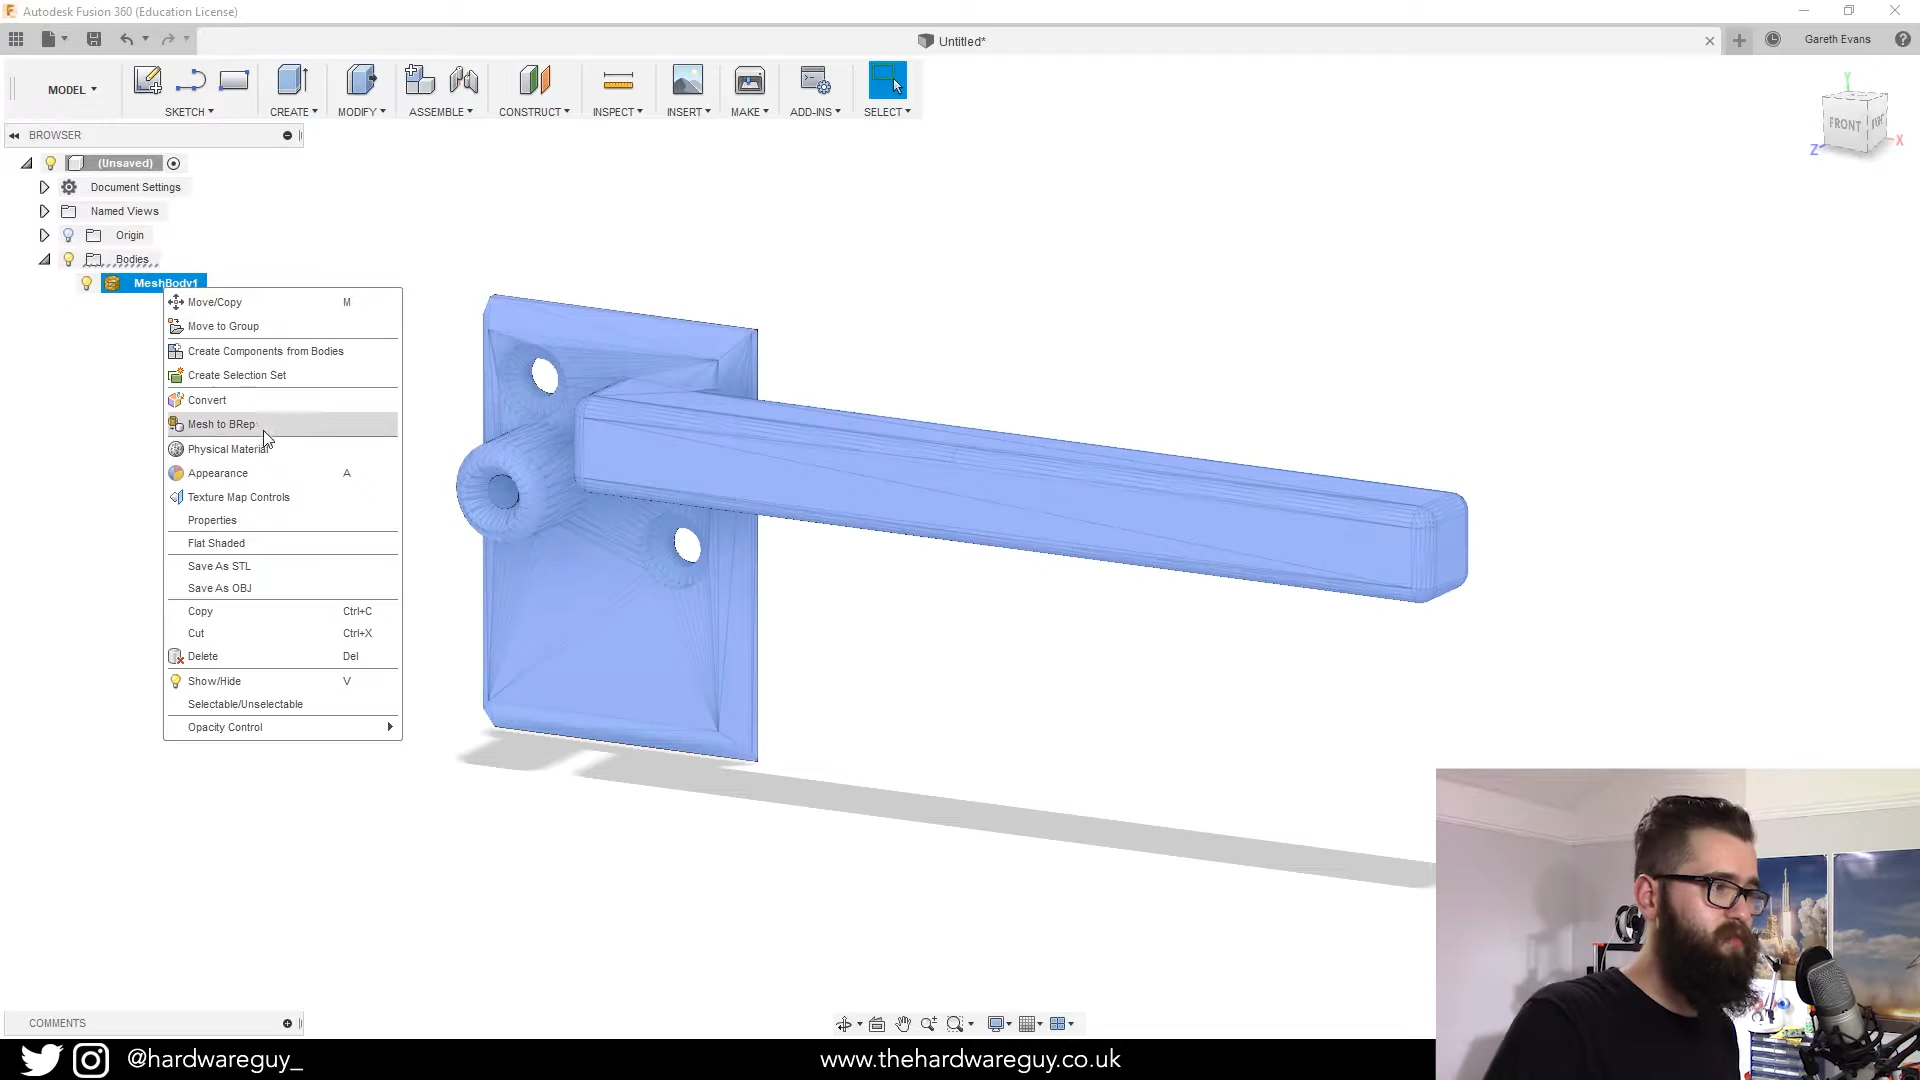 Autodesk Fusion 360 (Education License)
Untitled*
Gareth Evans
MODEL
SKETCH
CREATE
MODIFY
ASSEMBLE
CONSTRUCT
INSPECT
INSERT
MAKE
ADD-INS
SELECT
BROWSER
(Unsaved)
Document Settings
Named Views
Origin
Bodies
MeshBody1
Move/Copy M
Move to Group
Create Components from Bodies
Create Selection Set
Convert
Mesh to BRep
Physical Material
Appearance A
Texture Map Controls
Properties
Flat Shaded
Save As STL
Save As OBJ
Copy Ctrl+C
Cut Ctrl+X
Delete Del
Show/Hide V
Selectable/Unselectable
Opacity Control
Y
FRONT
X
Z
COMMENTS
@hardwareguy_
www.thehardwareguy.co.uk